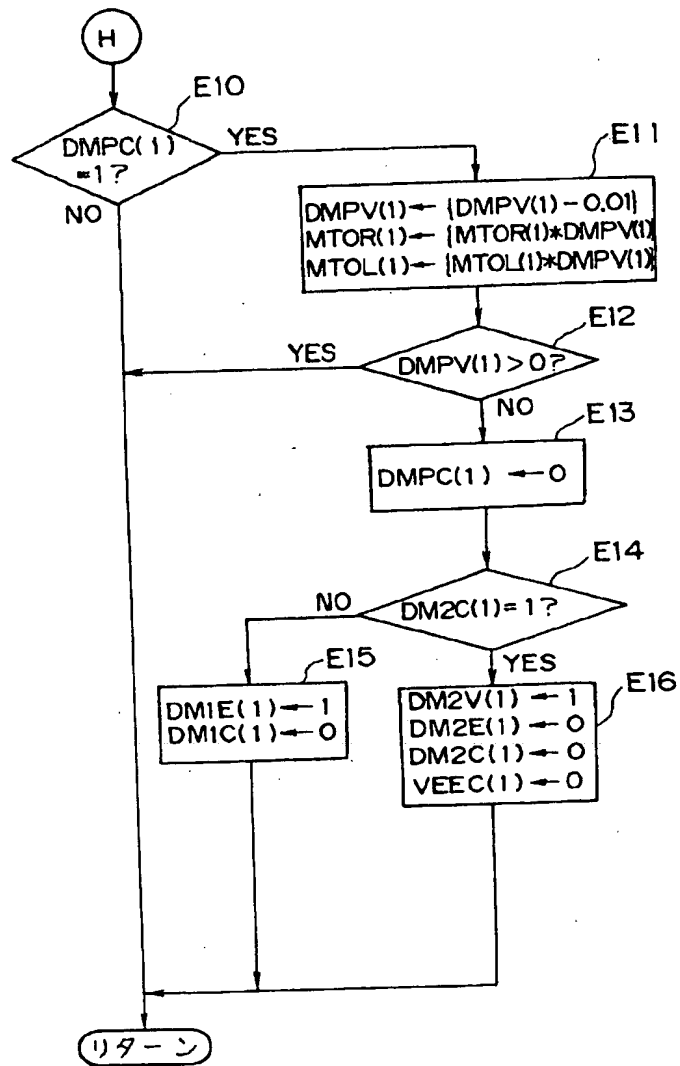 H
E10
DMPC(1)
=1?
YES
NO
E11
DMPV(1)← {DMPV(1)-0.01}
MTOR(1)← {MTOR(1)*DMPV(1)}
MTOL(1)← {MTOL(1)*DMPV(1)}
E12
YES
DMPV(1)>0?
NO
E13
DMPC(1) ←0
E14
NO
DM2C(1)=1?
YES
E15
DM1E(1)←1
DM1C(1)←0
E16
DM2V(1)←1
DM2E(1)←0
DM2C(1)←0
VEEC(1)←0
リターン